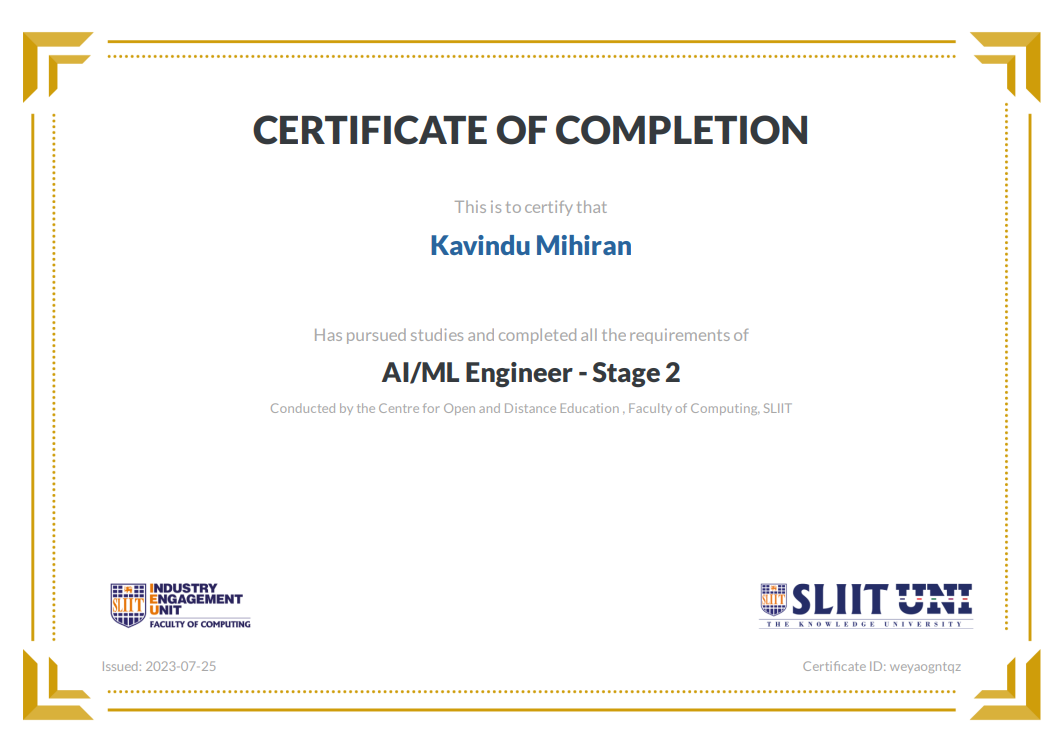 CERTIFICATE OF COMPLETION
This is to certify that
Kavindu Mihiran
Has pursued studies and completed all the requirements of
AI/ML Engineer - Stage 2
Conducted by the Centre for Open and Distance Education , Faculty of Computing, SLIIT
SLIIT
INDUSTRY
ENGAGEMENT
UNIT
FACULTY OF COMPUTING
SLIIT
SLIIT UNI
THE KNOWLEDGE UNIVERSITY
Issued: 2023-07-25
Certificate ID: weyaogntqz